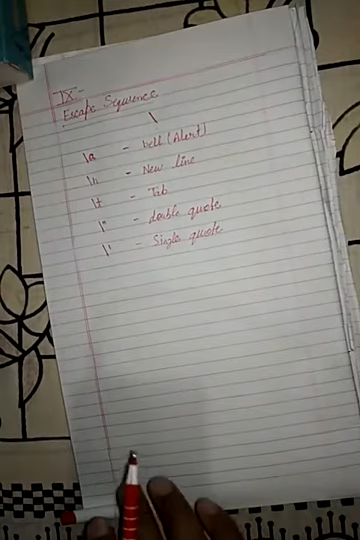 IX:-
Escape Sequence
\
\a - bell (Alert)
\n - New line
\t - Tab
\" - double quote
\' - Single quote